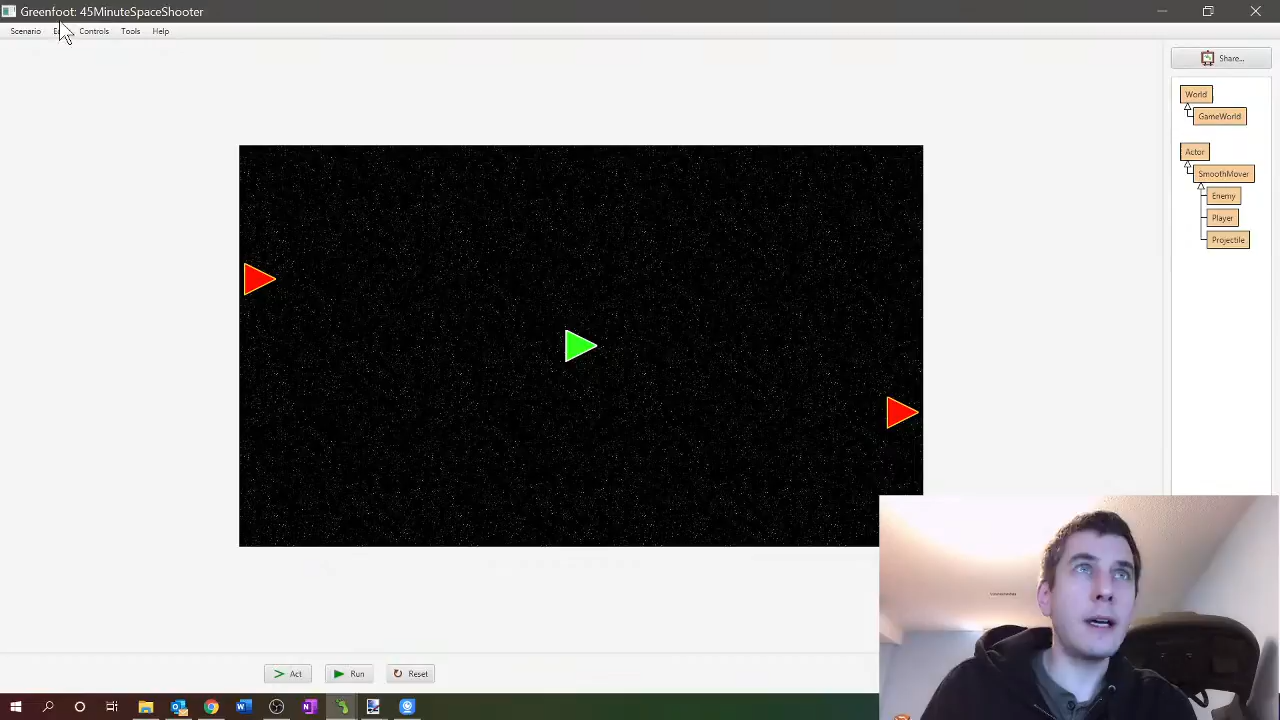 Greenfoot: 45MinuteSpaceShooter
Scenario
Controls
Tools
Help
Share...
World
GameWorld
Actor
SmoothMover
Enemy
Player
Projectile
Act
Run
Reset